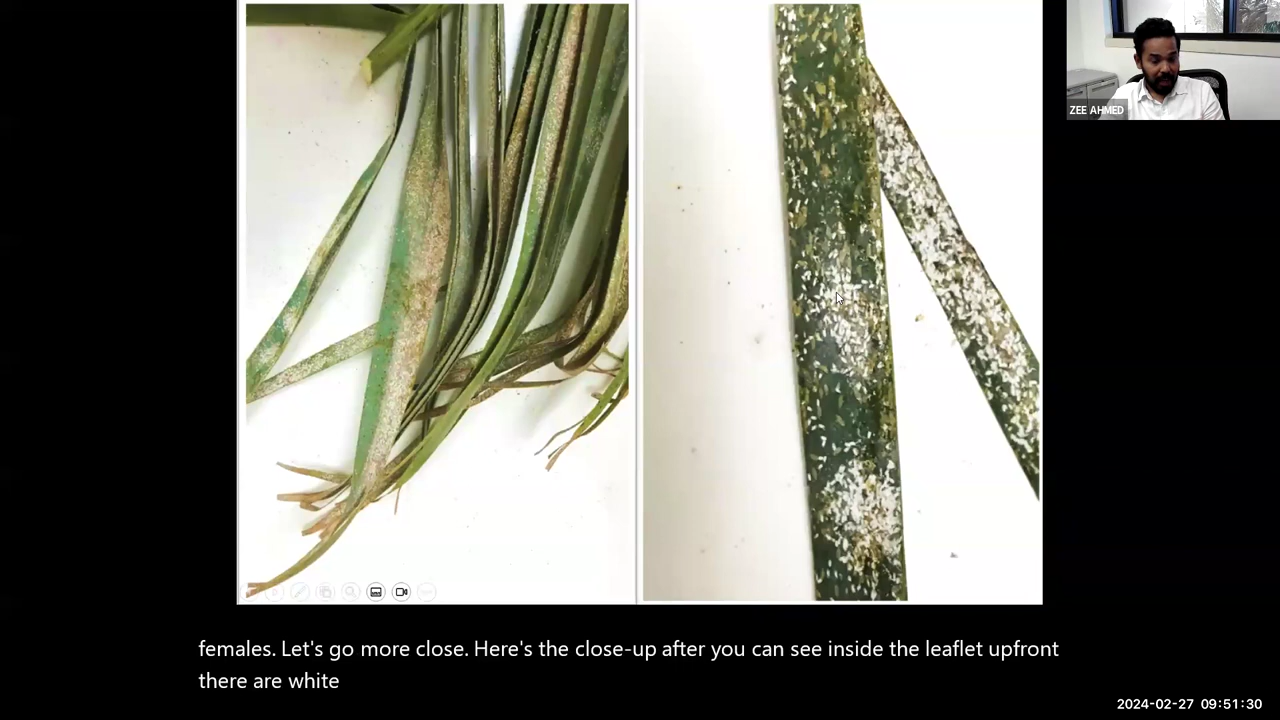 ZEE AHMED
females. Let's go more close. Here's the close-up after you can see inside the leaflet upfront
there are white
2024-02-27 09:51:30